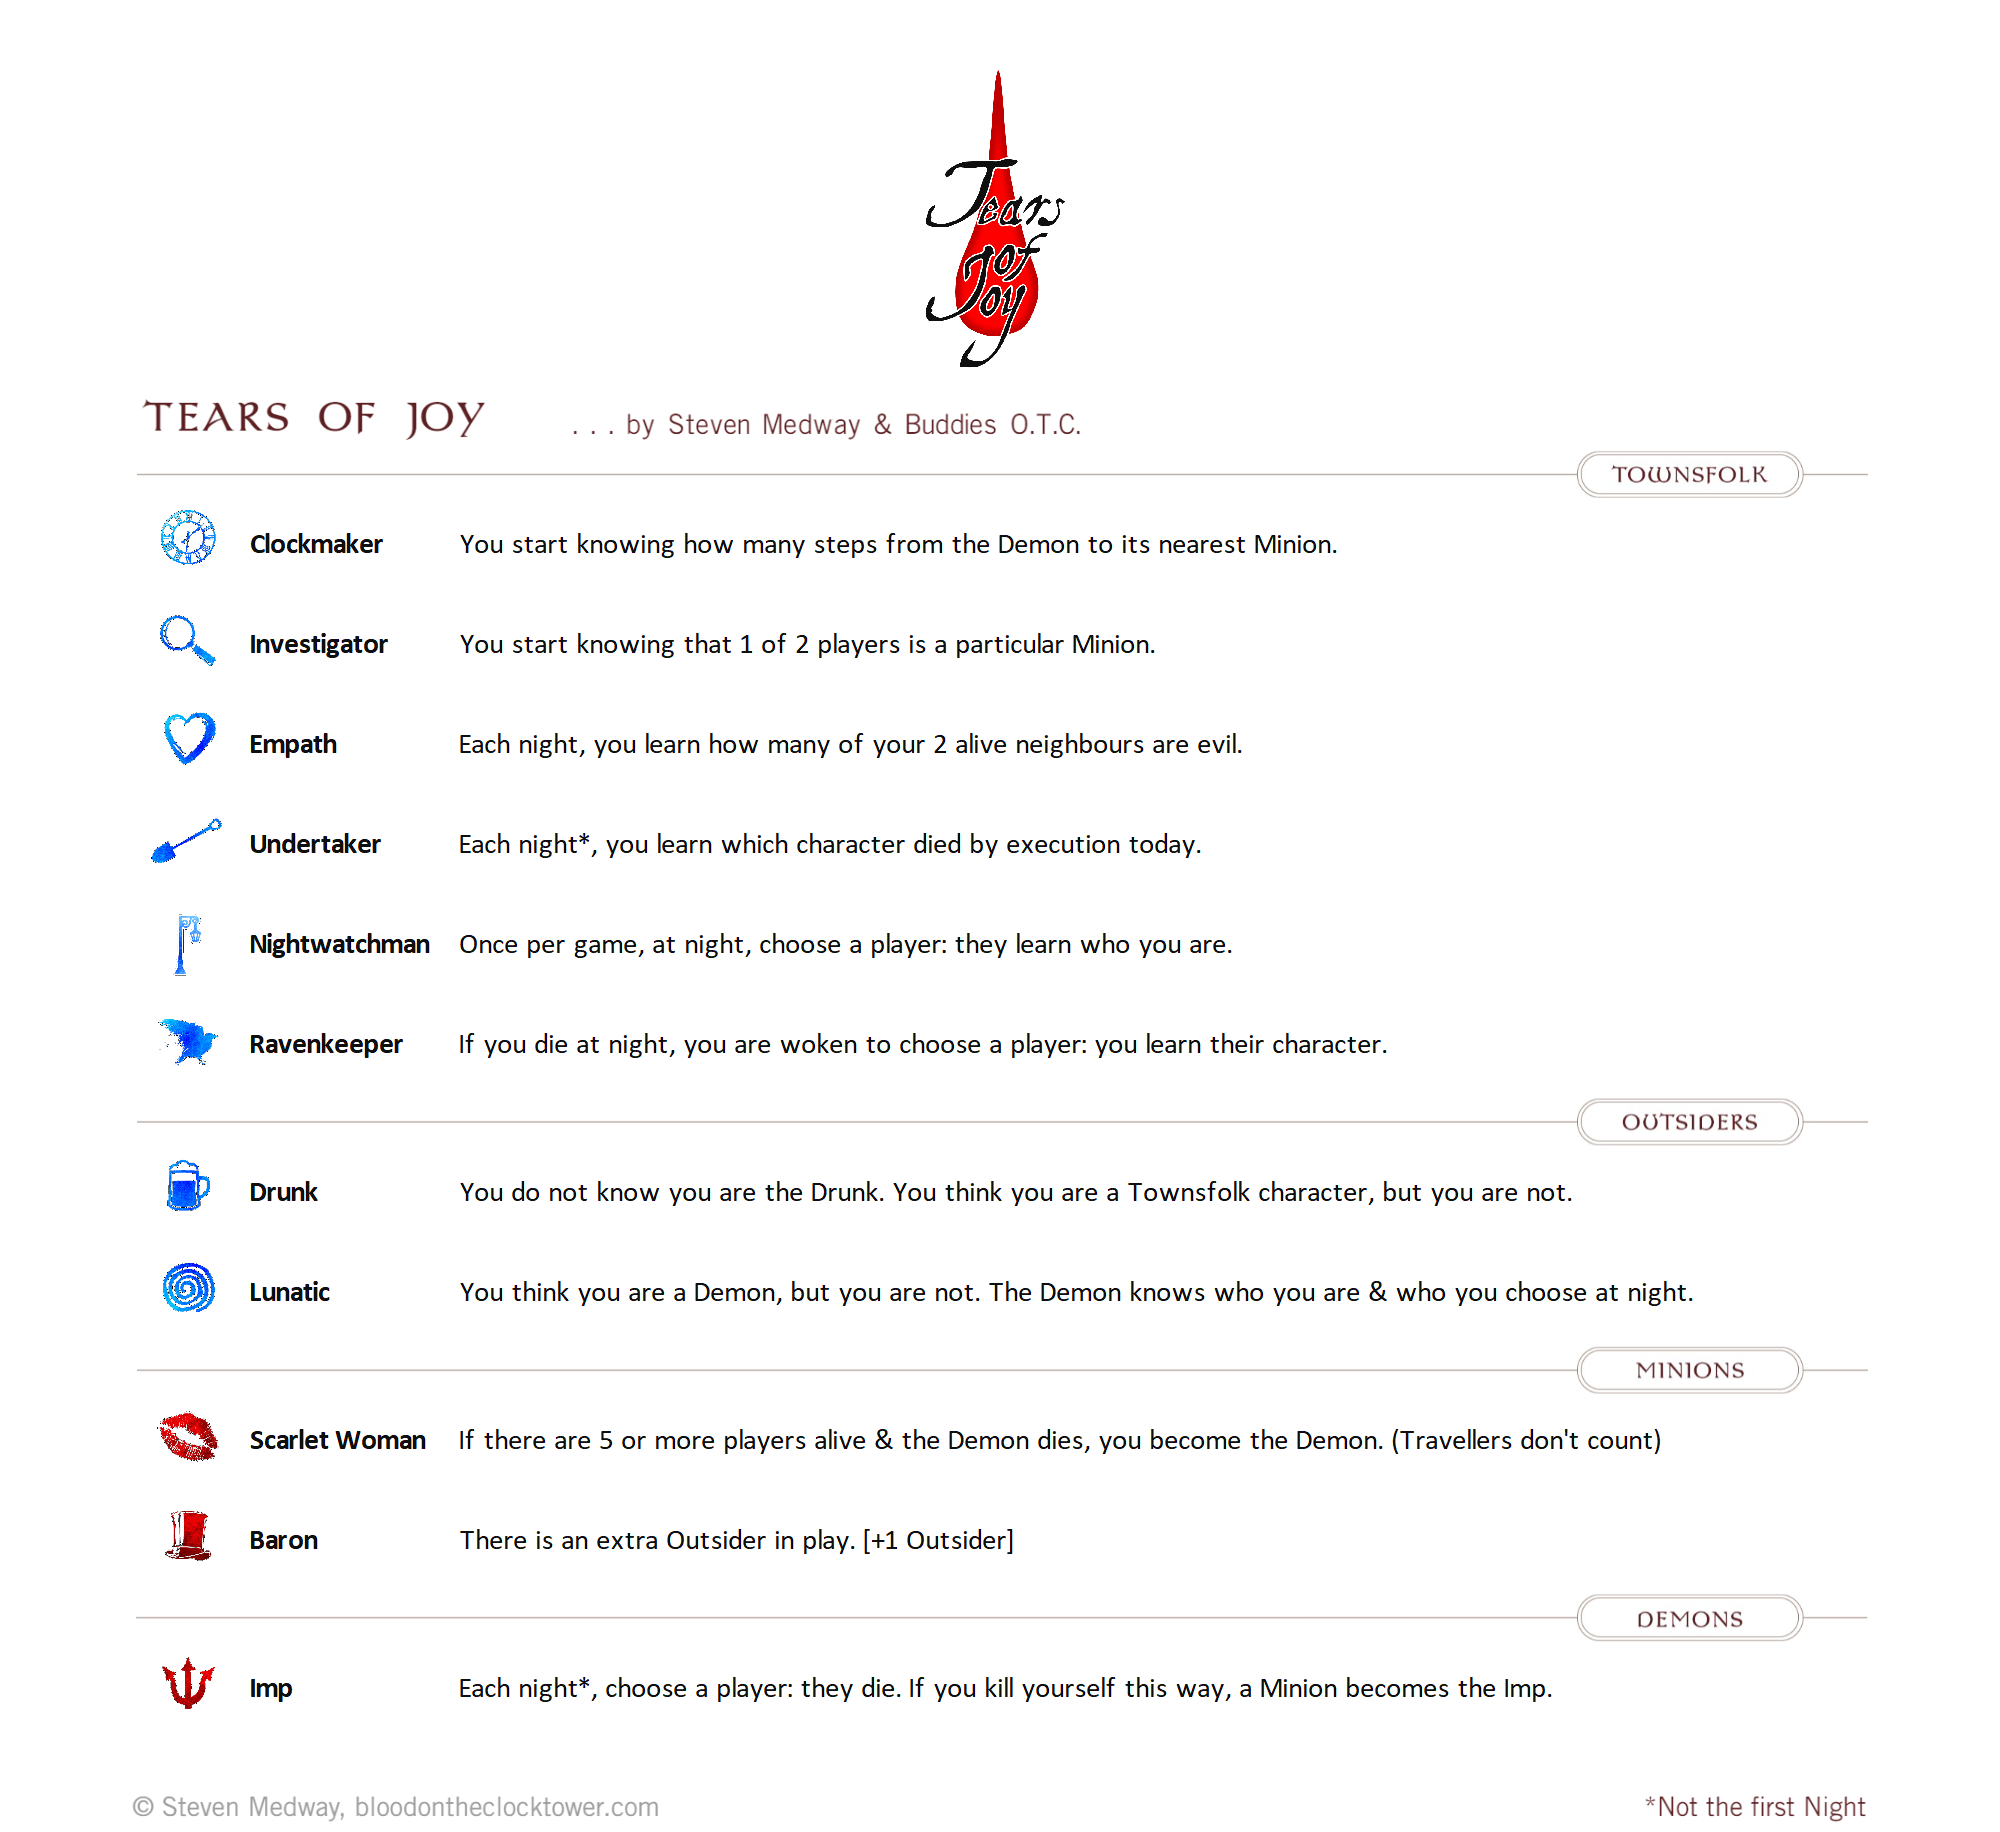 Tears
of
Joy
TEARS OF JOY . . . by Steven Medway & Buddies O.T.C.
TOWNSFOLK
Clockmaker You start knowing how many steps from the Demon to its nearest Minion.
Investigator You start knowing that 1 of 2 players is a particular Minion.
Empath Each night, you learn how many of your 2 alive neighbours are evil.
Undertaker Each night*, you learn which character died by execution today.
Nightwatchman Once per game, at night, choose a player: they learn who you are.
Ravenkeeper If you die at night, you are woken to choose a player: you learn their character.
OUTSIDERS
Drunk You do not know you are the Drunk. You think you are a Townsfolk character, but you are not.
Lunatic You think you are a Demon, but you are not. The Demon knows who you are & who you choose at night.
MINIONS
Scarlet Woman If there are 5 or more players alive & the Demon dies, you become the Demon. (Travellers don't count)
Baron There is an extra Outsider in play. [+1 Outsider]
DEMONS
Imp Each night*, choose a player: they die. If you kill yourself this way, a Minion becomes the Imp.
© Steven Medway, bloodontheclocktower.com *Not the first Night